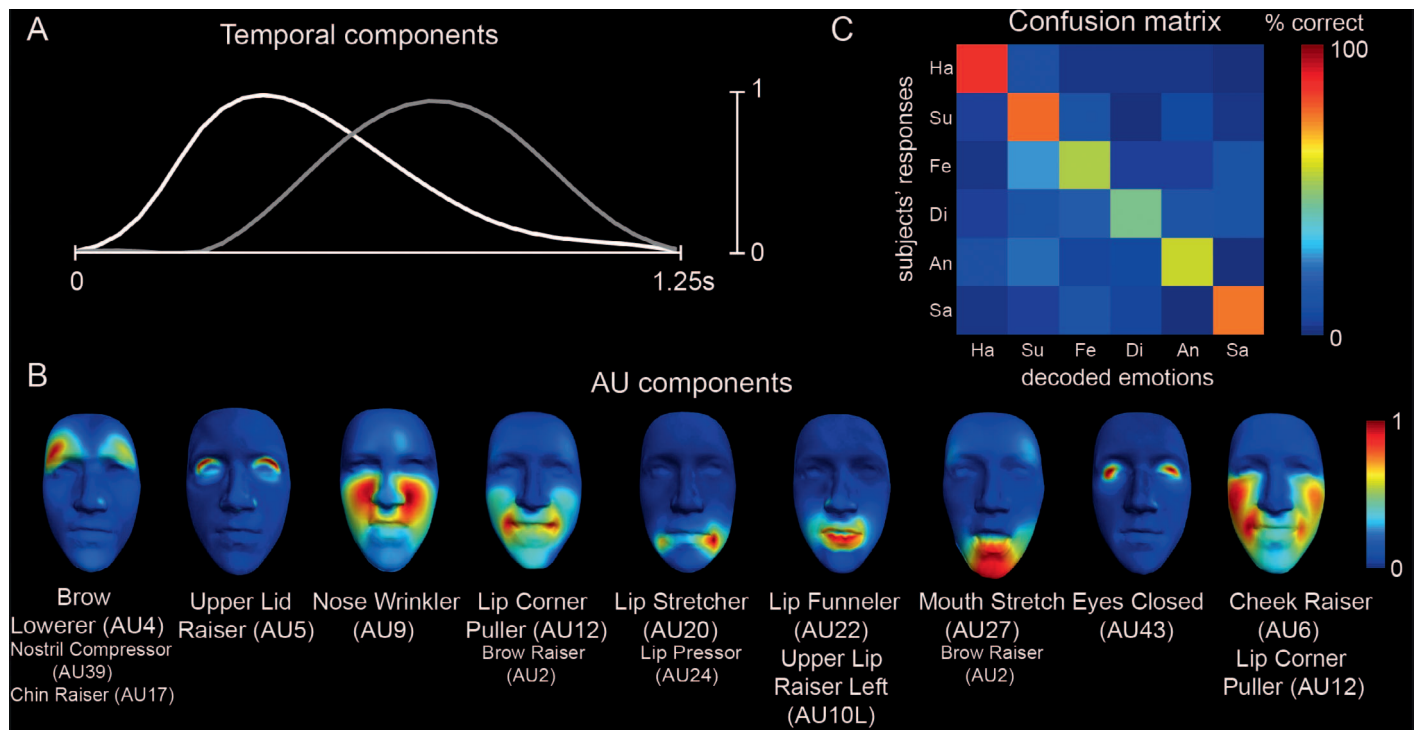 A
Temporal components
1
0
0
1.25s
C
Confusion matrix
% correct
100
0
subjects' responses
Ha
Su
Fe
Di
An
Sa
Ha Su Fe Di An Sa
decoded emotions
B
AU components
1
0
Brow
Lowerer (AU4)
Nostril Compressor
(AU39)
Chin Raiser (AU17)
Upper Lid
Raiser (AU5)
Nose Wrinkler
(AU9)
Lip Corner
Puller (AU12)
Brow Raiser
(AU2)
Lip Stretcher
(AU20)
Lip Pressor
(AU24)
Lip Funneler
(AU22)
Upper Lip
Raiser Left
(AU10L)
Mouth Stretch
(AU27)
Brow Raiser
(AU2)
Eyes Closed
(AU43)
Cheek Raiser
(AU6)
Lip Corner
Puller (AU12)